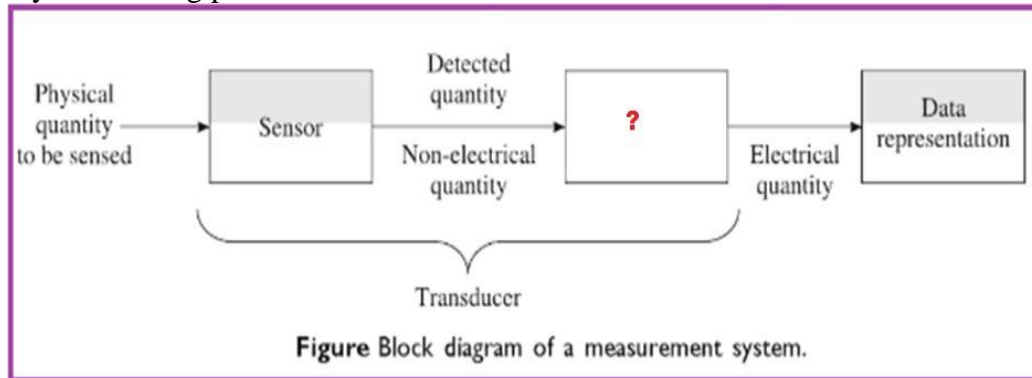 Physical
quantity
to be sensed
Sensor
Detected
quantity
Non-electrical
quantity
?
Electrical
quantity
Data
representation
Transducer
Figure Block diagram of a measurement system.